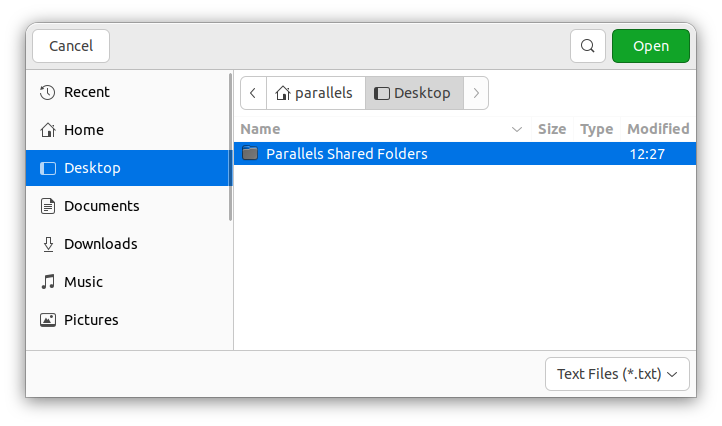 Cancel
Open
Recent
Home
Desktop
Documents
Downloads
Music
Pictures
parallels Desktop
Name Size Type Modified
Parallels Shared Folders 12:27
Text Files (*.txt)